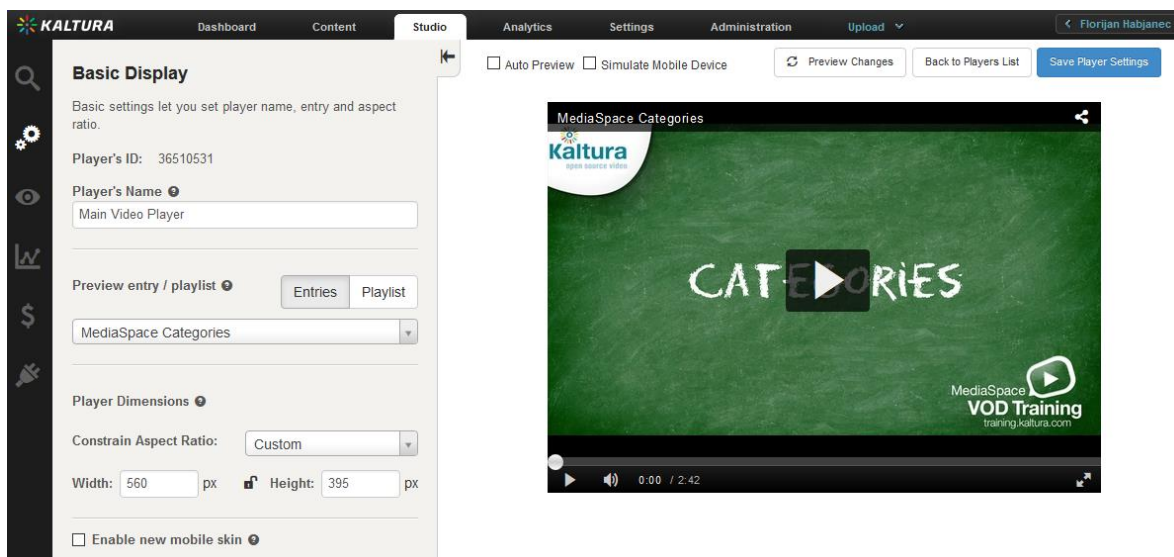 KALTURA Dashboard Content Studio Analytics Settings Administration Upload Florijan Habjanec
Auto Preview Simulate Mobile Device Preview Changes Back to Players List Save Player Settings
Basic Display
Basic settings let you set player name, entry and aspect
ratio.
Player's ID: 36510531
Player's Name
Main Video Player
Preview entry / playlist Entries Playlist
MediaSpace Categories
Player Dimensions
Constrain Aspect Ratio: Custom
Width: 560 px Height: 395 px
Enable new mobile skin
MediaSpace Categories
Kaltura
open source video
CATEGORiES
MediaSpace
VOD Training
training.kaltura.com
0:00 / 2:42